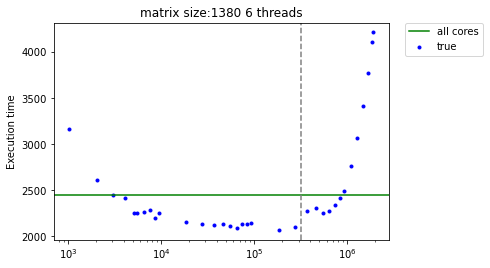 matrix size:1380 6 threads
all cores
true
Execution time
4000
3500
3000
2500
2000
10³
10⁴
10⁵
10⁶